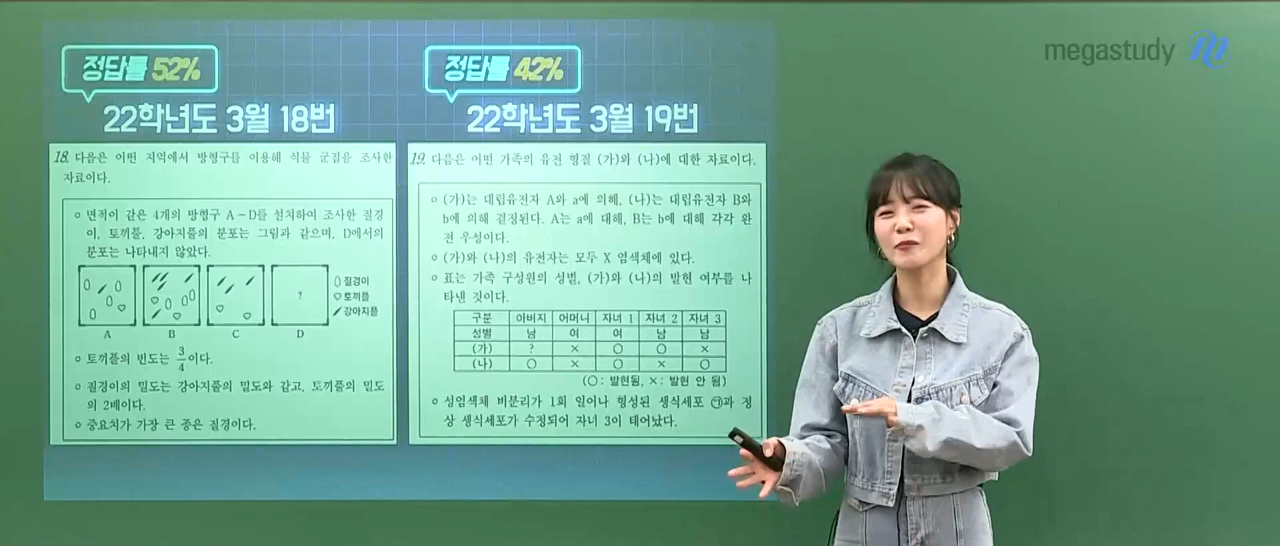 megastudy
정답률 52%
22학년도 3월 18번
18. 다음은 어떤 지역에서 방형구를 이용해 식물 군집을 조사한
자료이다.
○ 면적이 같은 4개의 방형구 A~D를 설치하여 조사한 질경
이, 토끼풀, 강아지풀의 분포는 그림과 같으며, D에서의
분포는 나타내지 않았다.
?
질경이
토끼풀
강아지풀
A B C D
○ 토끼풀의 빈도는 3/4이다.
○ 질경이의 밀도는 강아지풀의 밀도와 같고, 토끼풀의 밀도
의 2배이다.
○ 중요치가 가장 큰 종은 질경이다.
정답률 42%
22학년도 3월 19번
19. 다음은 어떤 가족의 유전 형질 (가)와 (나)에 대한 자료이다.
○ (가)는 대립유전자 A와 a에 의해, (나)는 대립유전자 B와
b에 의해 결정된다. A는 a에 대해, B는 b에 대해 각각 완
전 우성이다.
○ (가)와 (나)의 유전자는 모두 X 염색체에 있다.
○ 표는 가족 구성원의 성별, (가)와 (나)의 발현 여부를 나
타낸 것이다.
구분 아버지 어머니 자녀 1 자녀 2 자녀 3
성별 남 여 여 남 남
(가) ? × ○ ○ ×
(나) ○ × ○ × ○
(○: 발현됨, ×: 발현 안 됨)
○ 성염색체 비분리가 1회 일어나 형성된 생식세포 ㉠과 정
상 생식세포가 수정되어 자녀 3이 태어났다.